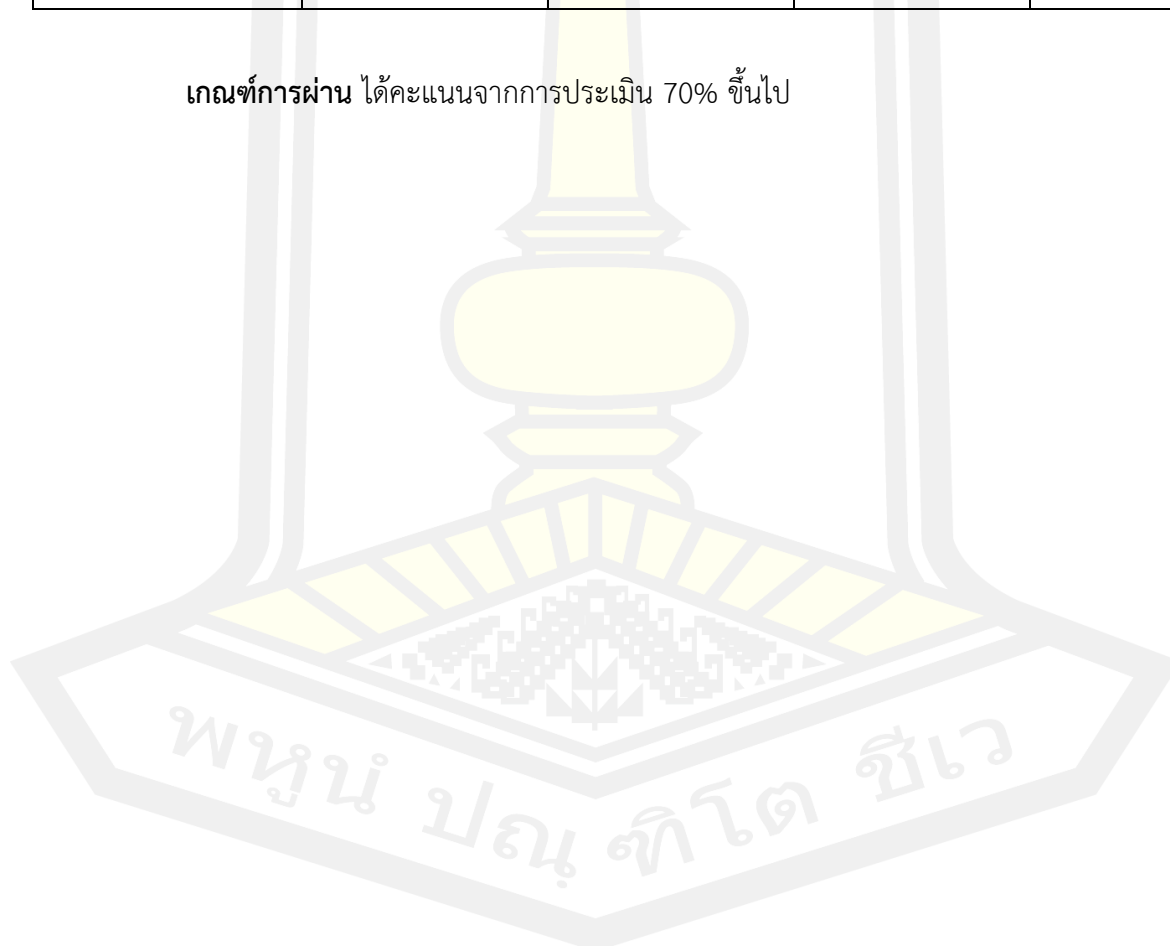 เกณฑ์การผ่าน ได้คะแนนจากการประเมิน 70% ขึ้นไป
พหูนํ ปณฺฑิโต ชีเว